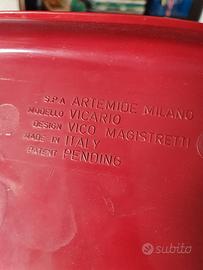 S.P.A ARTEMIDE MILANO
MODELLO VICARIO
DESIGN VICO MAGISTRETTI
MADE IN ITALY
PATENT PENDING
subito